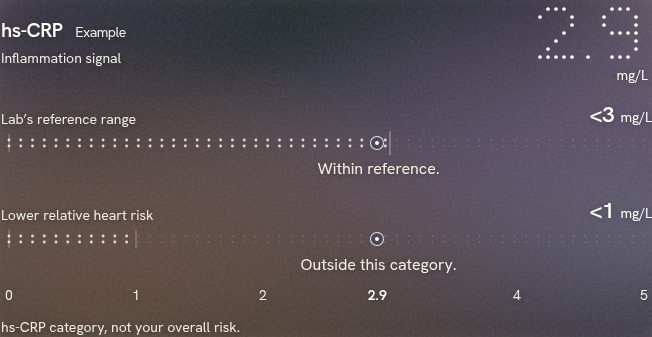 hs-CRP Example
2.9
Inflammation signal
mg/L
Lab's reference range
<3 mg/L
Within reference.
Lower relative heart risk
<1 mg/L
Outside this category.
0 1 2 2.9 4 5
hs-CRP category, not your overall risk.